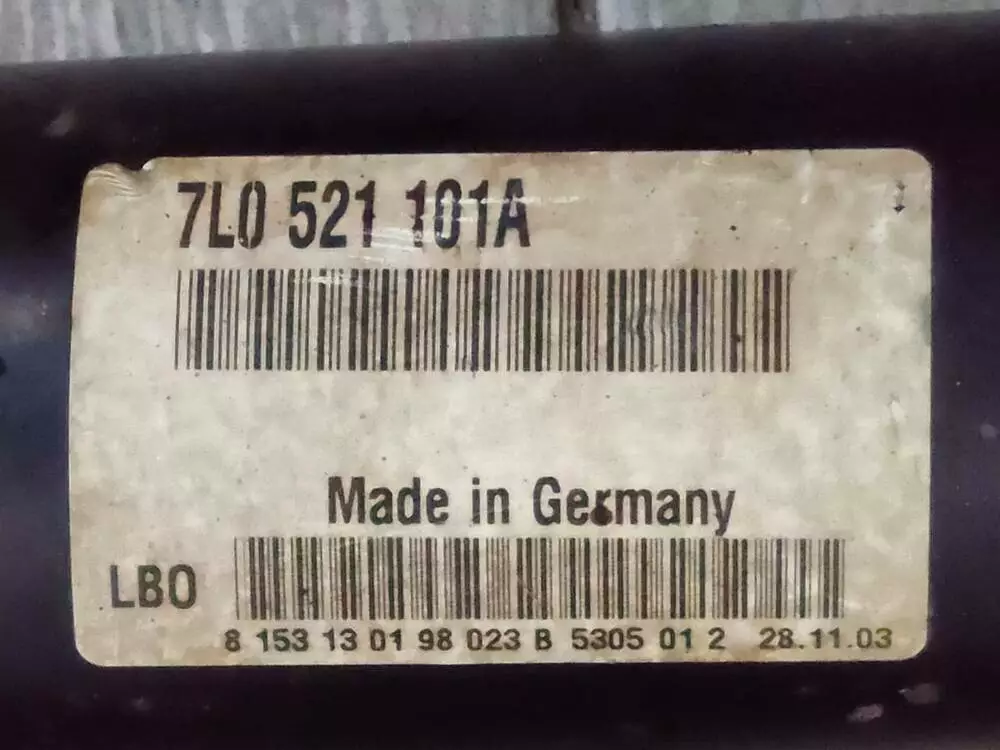 7L0 521 101A
Made in Germany
LBO
8 153 13 01 98 023 B 5305 01 2 28.11.03